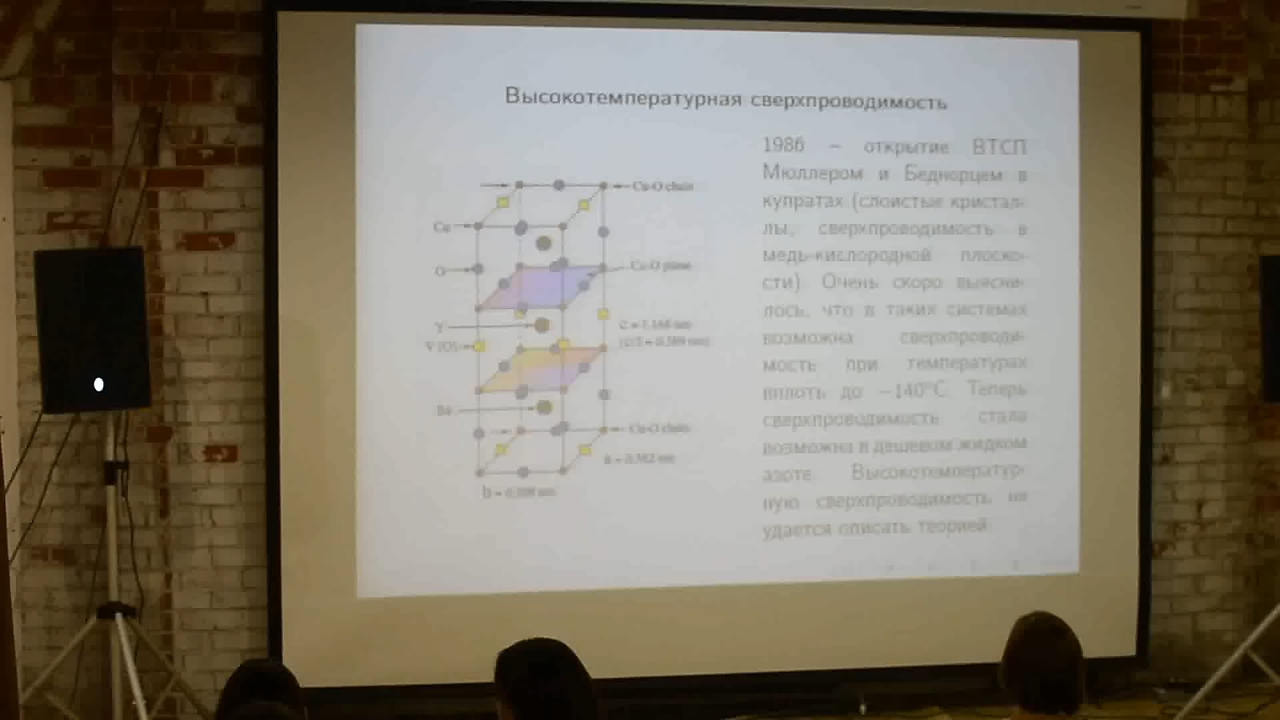 Высокотемпературная сверхпроводимость
1986 – открытие ВТСП
Мюллером и Беднорцем в
купратах (слоистые кристал-
лы, сверхпроводимость в
медь-кислородной плоско-
сти). Очень скоро выясни-
лось, что в таких системах
возможна сверхпроводи-
мость при температурах
вплоть до −140°C. Теперь
сверхпроводимость стала
возможна в дешевом жидком
азоте. Высокотемператур-
ную сверхпроводимость не
удается описать теорией
Cu-O chain
Cu
O
Cu-O plane
Y
Ba
Cu-O chain